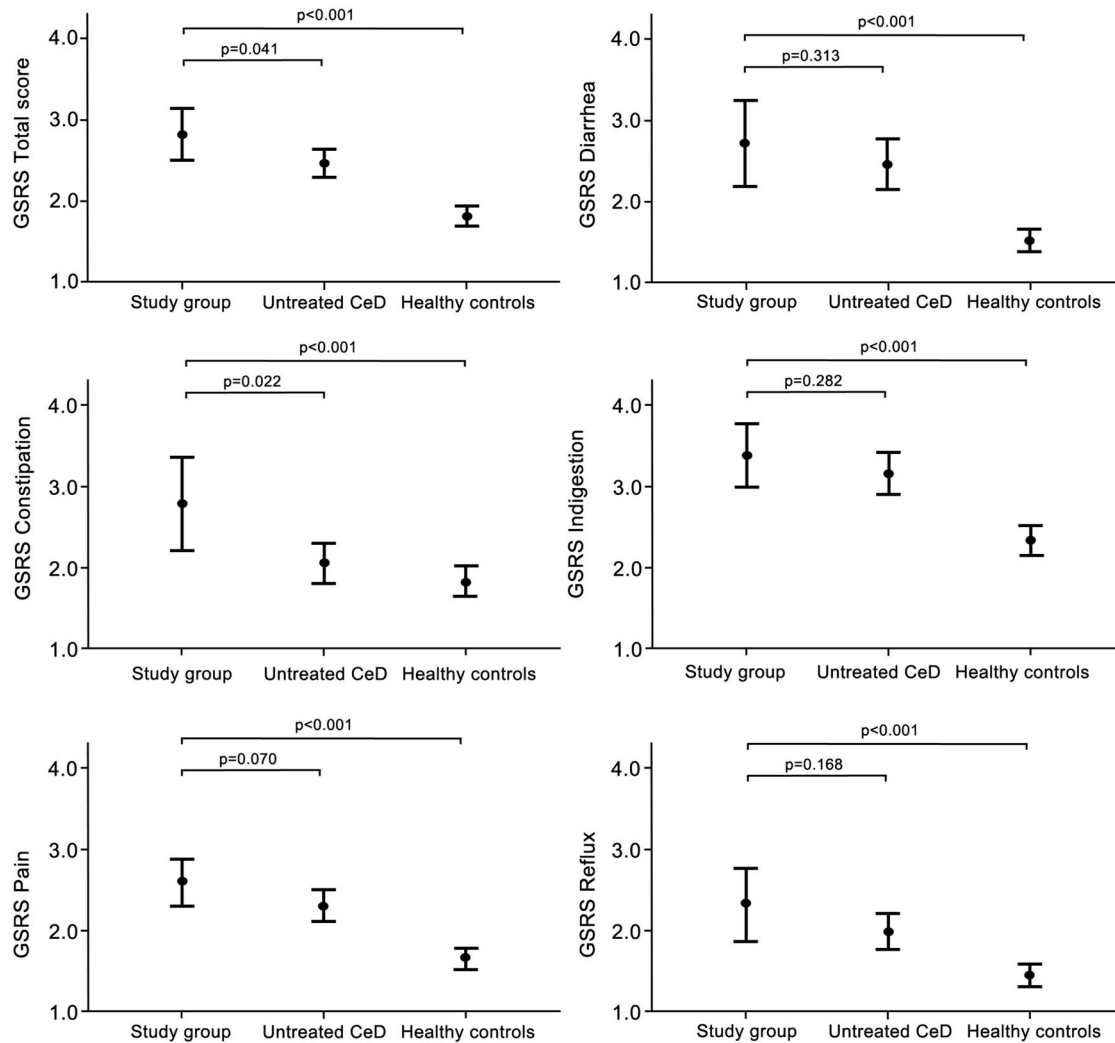 p<0.001
p=0.041
4.0
3.0
2.0
1.0
GSRS Total score
Study group Untreated CeD Healthy controls
p<0.001
p=0.313
4.0
3.0
2.0
1.0
GSRS Diarrhea
Study group Untreated CeD Healthy controls
p<0.001
p=0.022
4.0
3.0
2.0
1.0
GSRS Constipation
Study group Untreated CeD Healthy controls
p<0.001
p=0.282
4.0
3.0
2.0
1.0
GSRS Indigestion
Study group Untreated CeD Healthy controls
p<0.001
p=0.070
4.0
3.0
2.0
1.0
GSRS Pain
Study group Untreated CeD Healthy controls
p<0.001
p=0.168
4.0
3.0
2.0
1.0
GSRS Reflux
Study group Untreated CeD Healthy controls